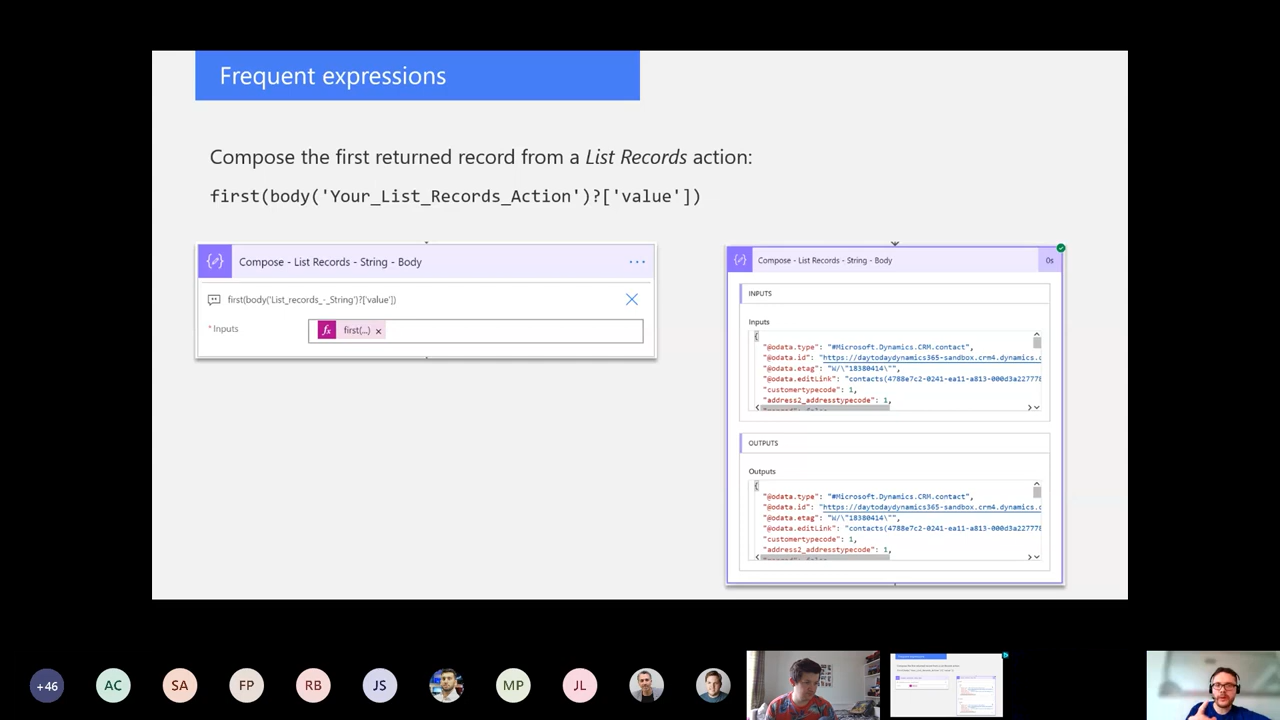 Frequent expressions
Compose the first returned record from a List Records action:
first(body('Your_List_Records_Action')?['value'])
Compose - List Records - String - Body
first(body('List_records_-_String')?['value'])
* Inputs
fx first(...) x
Compose - List Records - String - Body 0s
INPUTS
Inputs
{
"@odata.type": "#Microsoft.Dynamics.CRM.contact",
"@odata.id": "https://daytodaydynamics365-sandbox.crm4.dynamics.c
"@odata.etag": "W/\"18380414\"",
"@odata.editLink": "contacts(4788e7c2-0241-ea11-a813-000d3a227778
"customertypecode": 1,
"address2_addresstypecode": 1,
OUTPUTS
Outputs
{
"@odata.type": "#Microsoft.Dynamics.CRM.contact",
"@odata.id": "https://daytodaydynamics365-sandbox.crm4.dynamics.c
"@odata.etag": "W/\"18380414\"",
"@odata.editLink": "contacts(4788e7c2-0241-ea11-a813-000d3a227778
"customertypecode": 1,
"address2_addresstypecode": 1,
+46 AC SA RB JS MP JL